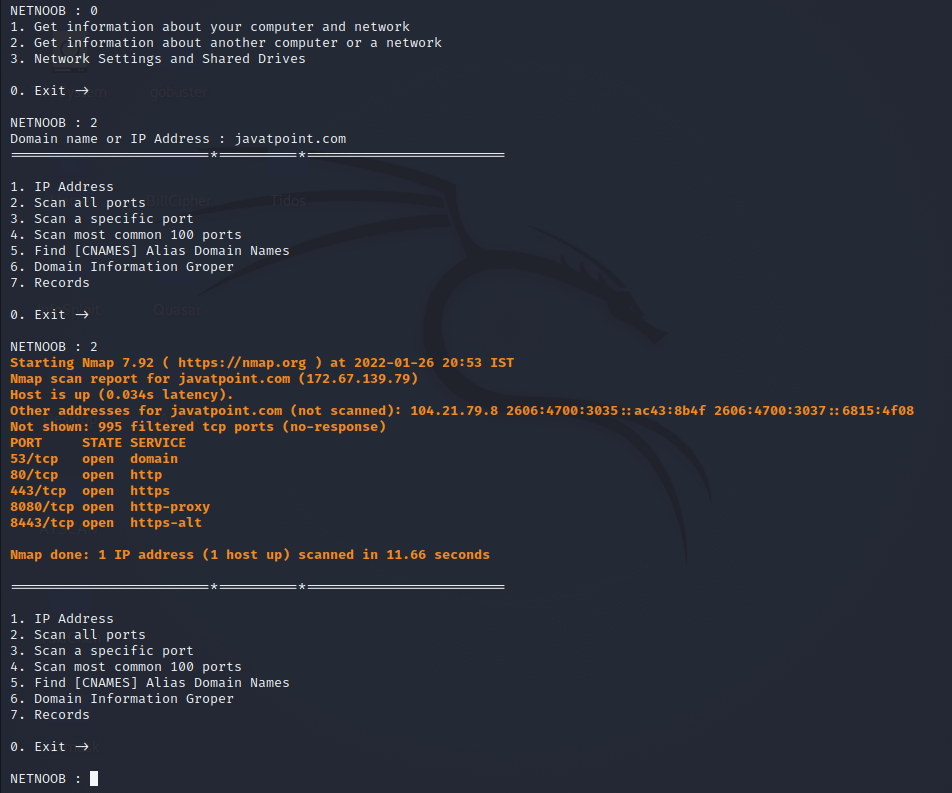 NETNOOB : 0
1. Get information about your computer and network
2. Get information about another computer or a network
3. Network Settings and Shared Drives
0. Exit →
gobuster
NETNOOB : 2
Domain name or IP Address : javatpoint.com
═════════════════════════*══════════*═════════════════════════
1. IP Address
2. Scan all ports
3. Scan a specific port
Tidos
4. Scan most common 100 ports
5. Find [CNAMES] Alias Domain Names
6. Domain Information Groper
7. Records
0. Exit →
Quasar
NETNOOB : 2
Starting Nmap 7.92 ( https://nmap.org ) at 2022-01-26 20:53 IST
Nmap scan report for javatpoint.com (172.67.139.79)
Host is up (0.034s latency).
Other addresses for javatpoint.com (not scanned): 104.21.79.8 2606:4700:3035::ac43:8b4f 2606:4700:3037::6815:4f08
Not shown: 995 filtered tcp ports (no-response)
PORT     STATE SERVICE
53/tcp   open  domain
80/tcp   open  http
443/tcp  open  https
8080/tcp open  http-proxy
8443/tcp open  https-alt
Nmap done: 1 IP address (1 host up) scanned in 11.66 seconds
═════════════════════════*══════════*═════════════════════════
1. IP Address
2. Scan all ports
3. Scan a specific port
4. Scan most common 100 ports
5. Find [CNAMES] Alias Domain Names
6. Domain Information Groper
7. Records
0. Exit →
NETNOOB :